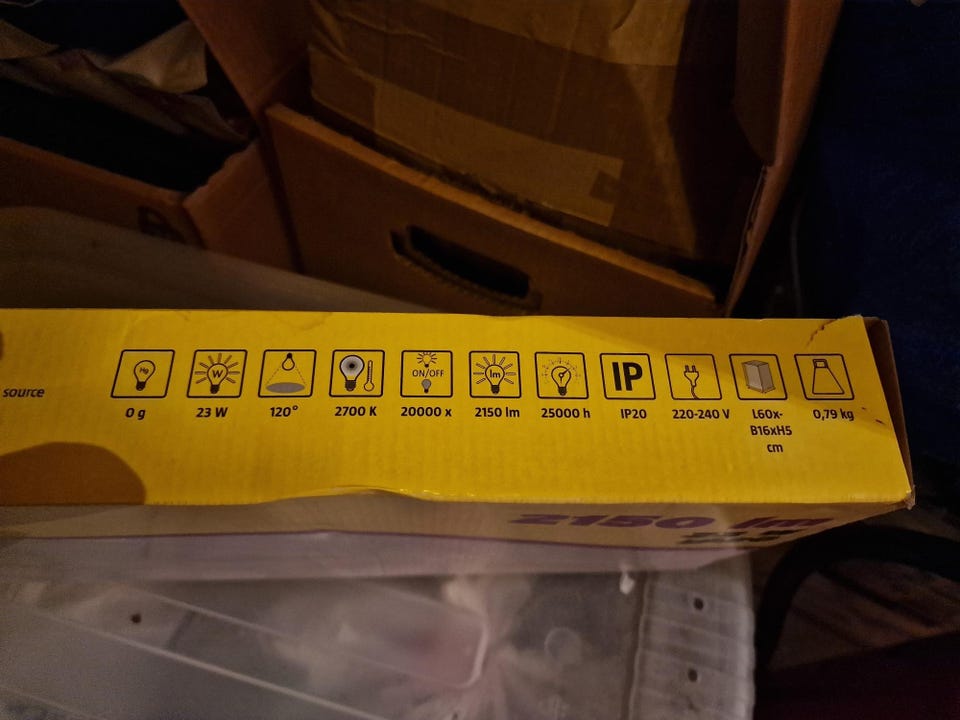 source
Hg
W
ON/OFF
lm
IP
0 g
23 W
120°
2700 K
20000 x
2150 lm
25000 h
IP20
220-240 V
L60x-
B16xH5
cm
0,79 kg
2150 lm